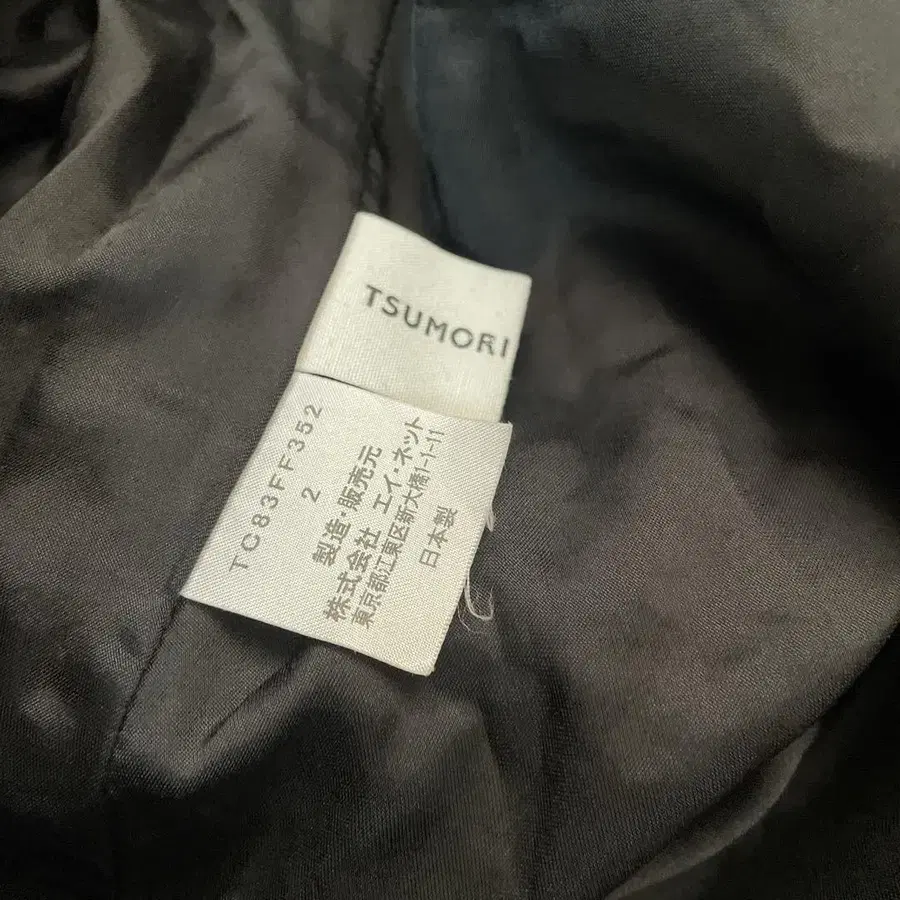 TSUMORI
TC83FF352
2
製造・販売元
株式会社 エイ・ネット
東京都江東区新大橋1-1-11
日本製